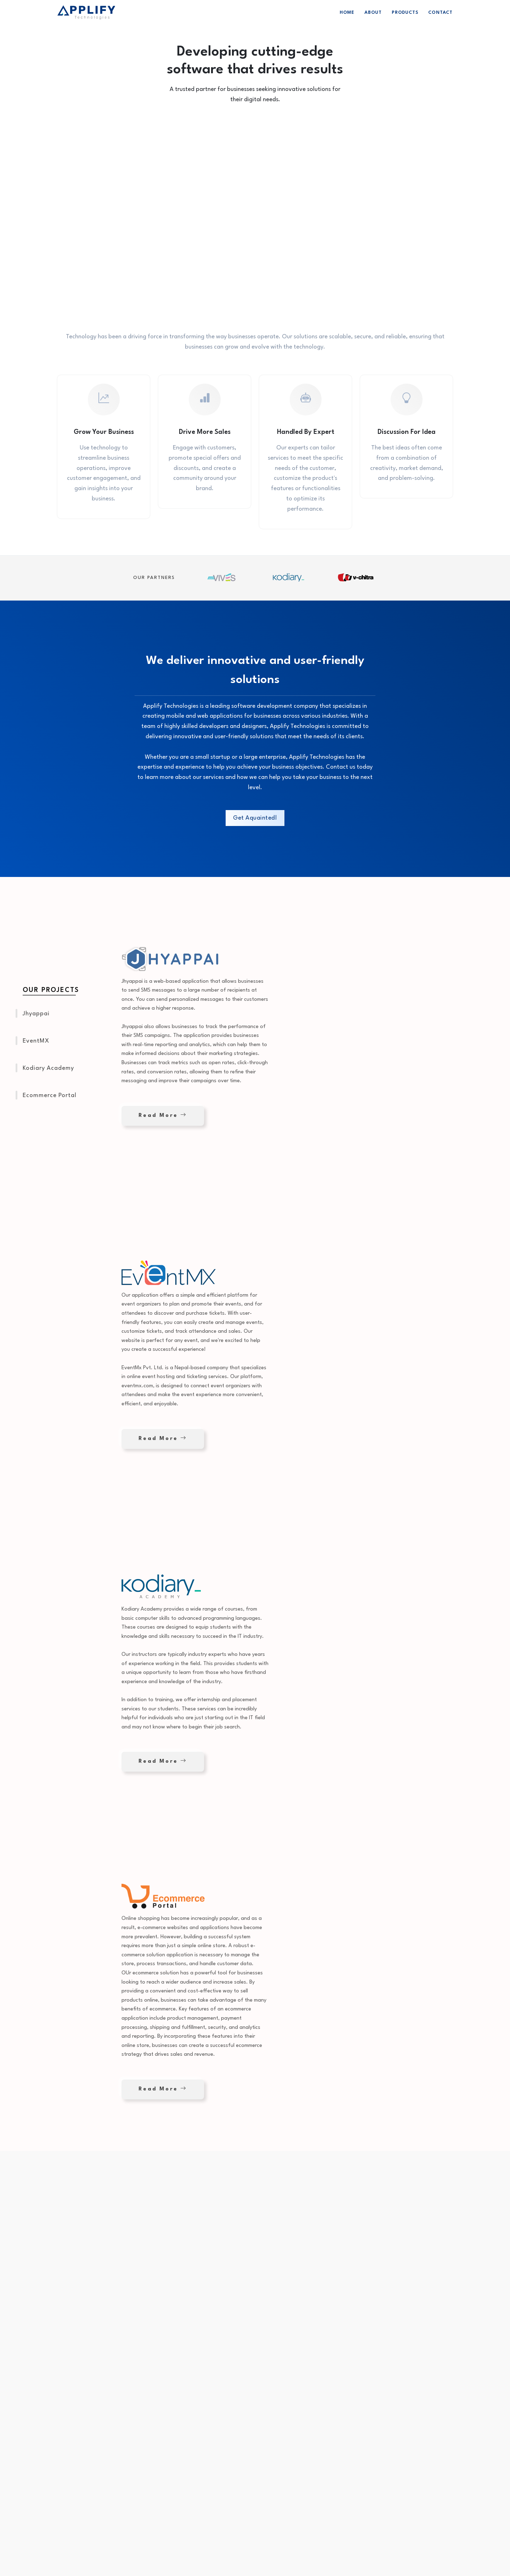 APPLIFY
Technologies
HOME ABOUT PRODUCTS CONTACT
Developing cutting-edge
software that drives results
A trusted partner for businesses seeking innovative solutions for
their digital needs.
Technology has been a driving force in transforming the way businesses operate. Our solutions are scalable, secure, and reliable, ensuring that
businesses can grow and evolve with the technology.
Grow Your Business
Use technology to
streamline business
operations, improve
customer engagement, and
gain insights into your
business.
Drive More Sales
Engage with customers,
promote special offers and
discounts, and create a
community around your
brand.
Handled By Expert
Our experts can tailor
services to meet the specific
needs of the customer,
customize the product's
features or functionalities
to optimize its
performance.
Discussion For Idea
The best ideas often come
from a combination of
creativity, market demand,
and problem-solving.
OUR PARTNERS
VIVES
kodiary_
v-chitra
We deliver innovative and user-friendly
solutions
Applify Technologies is a leading software development company that specializes in
creating mobile and web applications for businesses across various industries. With a
team of highly skilled developers and designers, Applify Technologies is committed to
delivering innovative and user-friendly solutions that meet the needs of its clients.
Whether you are a small startup or a large enterprise, Applify Technologies has the
expertise and experience to help you achieve your business objectives. Contact us today
to learn more about our services and how we can help you take your business to the next
level.
Get Aquainted!
OUR PROJECTS
Jhyappai
EventMX
Kodiary Academy
Ecommerce Portal
JHYAPPAI
Jhyappai is a web-based application that allows businesses
to send SMS messages to a large number of recipients at
once. You can send personalized messages to their customers
and achieve a higher response.
Jhyappai also allows businesses to track the performance of
their SMS campaigns. The application provides businesses
with real-time reporting and analytics, which can help them to
make informed decisions about their marketing strategies.
Businesses can track metrics such as open rates, click-through
rates, and conversion rates, allowing them to refine their
messaging and improve their campaigns over time.
Read More →
EventMX
Our application offers a simple and efficient platform for
event organizers to plan and promote their events, and for
attendees to discover and purchase tickets. With user-
friendly features, you can easily create and manage events,
customize tickets, and track attendance and sales. Our
website is perfect for any event, and we're excited to help
you create a successful experience!
EventMx Pvt. Ltd. is a Nepal-based company that specializes
in online event hosting and ticketing services. Our platform,
eventmx.com, is designed to connect event organizers with
attendees and make the event experience more convenient,
efficient, and enjoyable.
Read More →
kodiary_
ACADEMY
Kodiary Academy provides a wide range of courses, from
basic computer skills to advanced programming languages.
These courses are designed to equip students with the
knowledge and skills necessary to succeed in the IT industry.
Our instructors are typically industry experts who have years
of experience working in the field. This provides students with
a unique opportunity to learn from those who have firsthand
experience and knowledge of the industry.
In addition to training, we offer internship and placement
services to our students. These services can be incredibly
helpful for individuals who are just starting out in the IT field
and may not know where to begin their job search.
Read More →
Ecommerce
Portal
Online shopping has become increasingly popular, and as a
result, e-commerce websites and applications have become
more prevalent. However, building a successful system
requires more than just a simple online store. A robust e-
commerce solution application is necessary to manage the
store, process transactions, and handle customer data.
OUr ecommerce solution has a powerful tool for businesses
looking to reach a wider audience and increase sales. By
providing a convenient and cost-effective way to sell
products online, businesses can take advantage of the many
benefits of ecommerce. Key features of an ecommerce
application include product management, payment
processing, shipping and fulfillment, security, and analytics
and reporting. By incorporating these features into their
online store, businesses can create a successful ecommerce
strategy that drives sales and revenue.
Read More →